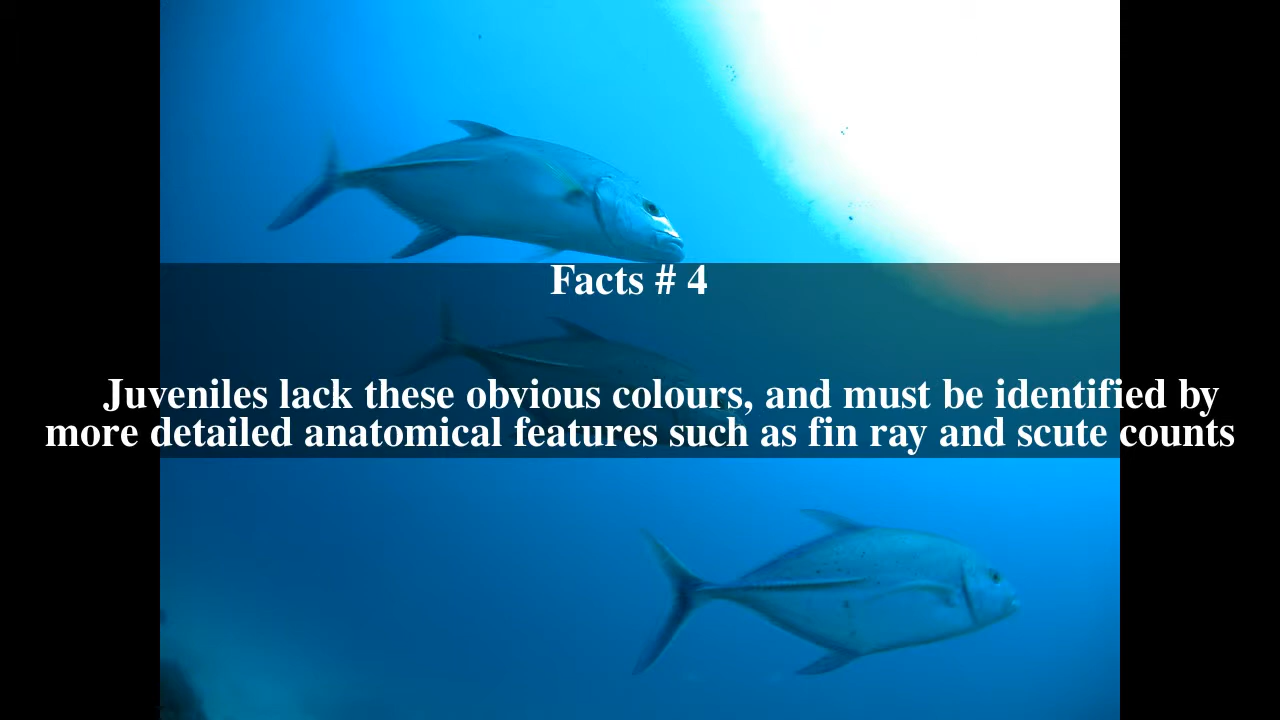 Facts # 4
Juveniles lack these obvious colours, and must be identified by
more detailed anatomical features such as fin ray and scute counts